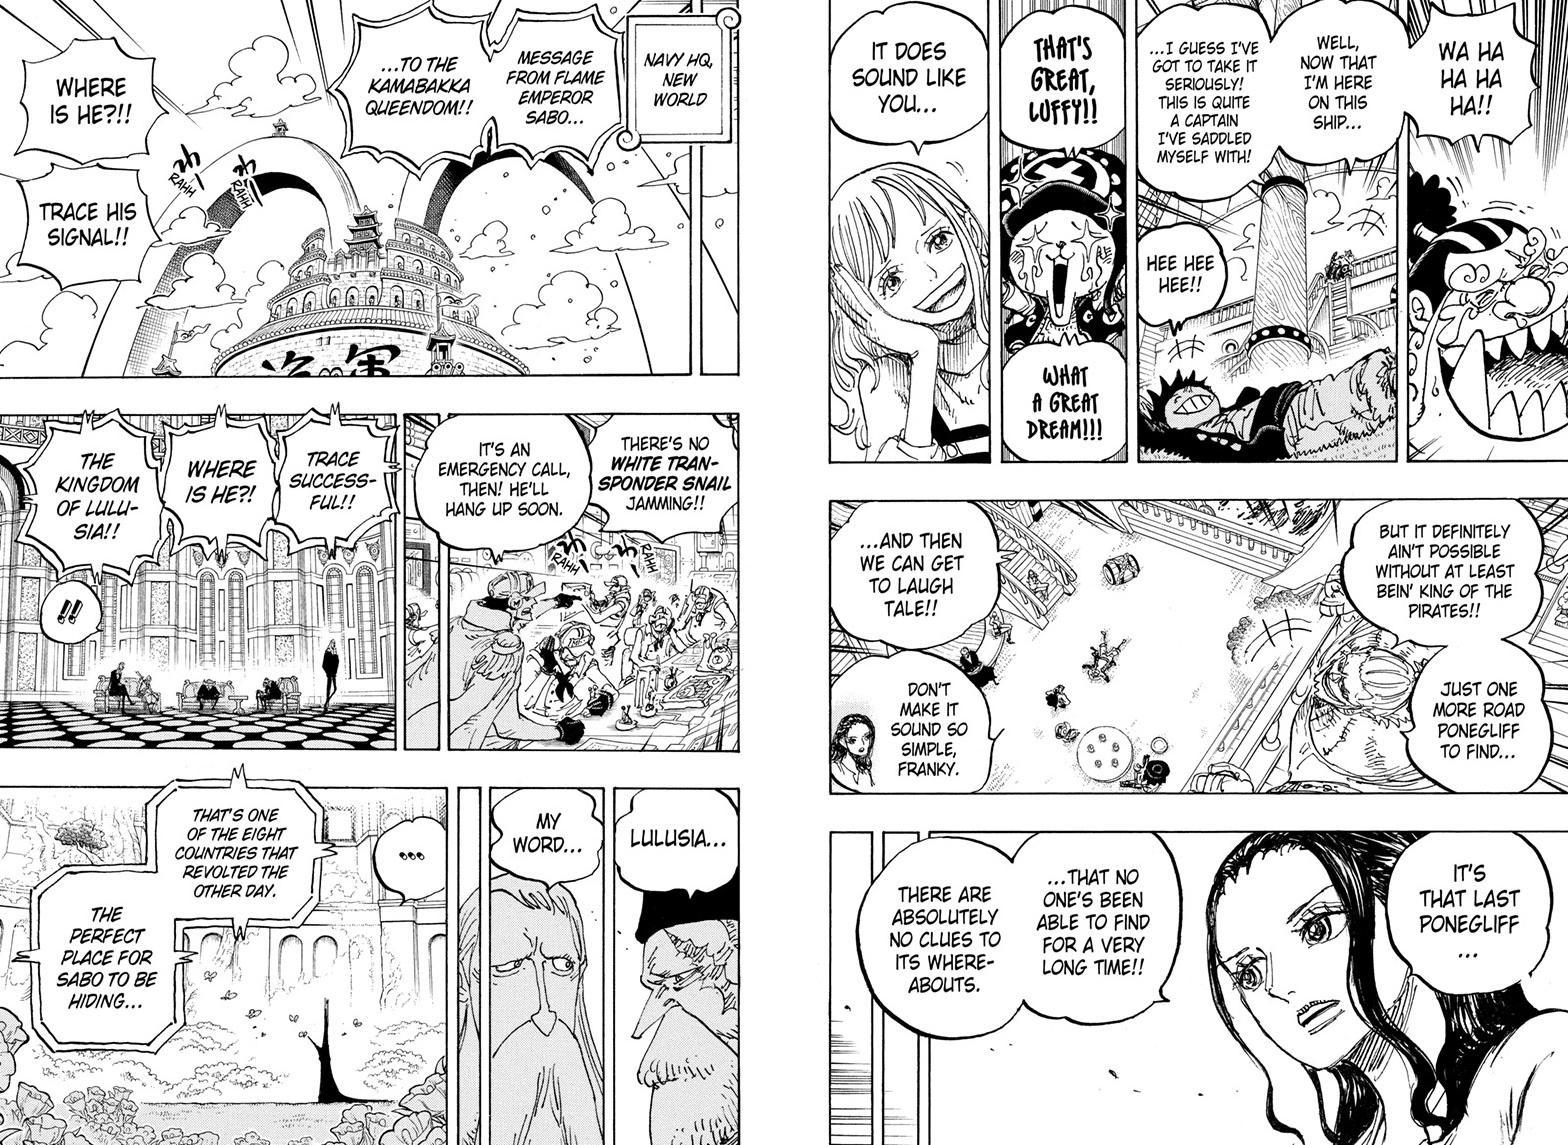 WA HA
HA HA
HA!!
WELL,
NOW THAT
I'M HERE
ON THIS
SHIP...
...I GUESS I'VE
GOT TO TAKE IT
SERIOUSLY!
THIS IS QUITE
A CAPTAIN
I'VE SADDLED
MYSELF WITH!
HEE HEE
HEE!!
THAT'S
GREAT,
LUFFY!!
WHAT
A GREAT
DREAM!!!
IT DOES
SOUND LIKE
YOU...
BUT IT DEFINITELY
AIN'T POSSIBLE
WITHOUT AT LEAST
BEIN' KING OF THE
PIRATES!!
JUST ONE
MORE ROAD
PONEGLIFF
TO FIND...
...AND THEN
WE CAN GET
TO LAUGH
TALE!!
DON'T
MAKE IT
SOUND SO
SIMPLE,
FRANKY.
IT'S
THAT LAST
PONEGLIFF
...
...THAT NO
ONE'S BEEN
ABLE TO FIND
FOR A VERY
LONG TIME!!
THERE ARE
ABSOLUTELY
NO CLUES TO
ITS WHERE-
ABOUTS.
NAVY HQ,
NEW
WORLD
MESSAGE
FROM FLAME
EMPEROR
SABO...
...TO THE
KAMABAKKA
QUEENDOM!!
WHERE
IS HE?!!
TRACE HIS
SIGNAL!!
RAHH
RAHH
海軍
THERE'S NO
WHITE TRAN-
SPONDER SNAIL
JAMMING!!
IT'S AN
EMERGENCY CALL,
THEN! HE'LL
HANG UP SOON.
RAHH
RAHH
TRACE
SUCCESS-
FUL!!
WHERE
IS HE?!
THE
KINGDOM
OF LULU-
SIA!!
!!
LULUSIA...
MY
WORD...
...
THAT'S ONE
OF THE EIGHT
COUNTRIES THAT
REVOLTED THE
OTHER DAY.
THE
PERFECT
PLACE FOR
SABO TO BE
HIDING...